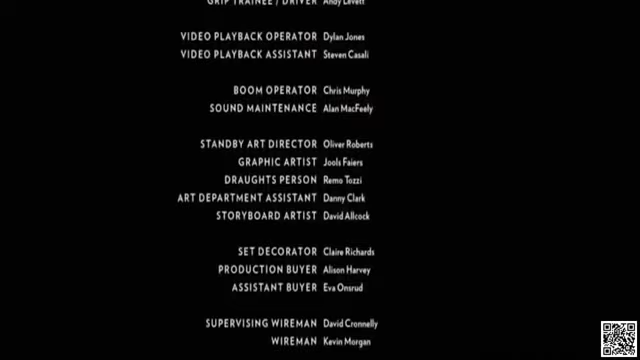 GRIP TRAINEE / DRIVER Andy Levett
VIDEO PLAYBACK OPERATOR Dylan Jones
VIDEO PLAYBACK ASSISTANT Steven Casali
BOOM OPERATOR Chris Murphy
SOUND MAINTENANCE Alan MacFeely
STANDBY ART DIRECTOR Oliver Roberts
GRAPHIC ARTIST Jools Faiers
DRAUGHTS PERSON Remo Tozzi
ART DEPARTMENT ASSISTANT Danny Clark
STORYBOARD ARTIST David Allcock
SET DECORATOR Claire Richards
PRODUCTION BUYER Alison Harvey
ASSISTANT BUYER Eva Onsrud
SUPERVISING WIREMAN David Cronnelly
WIREMAN Kevin Morgan